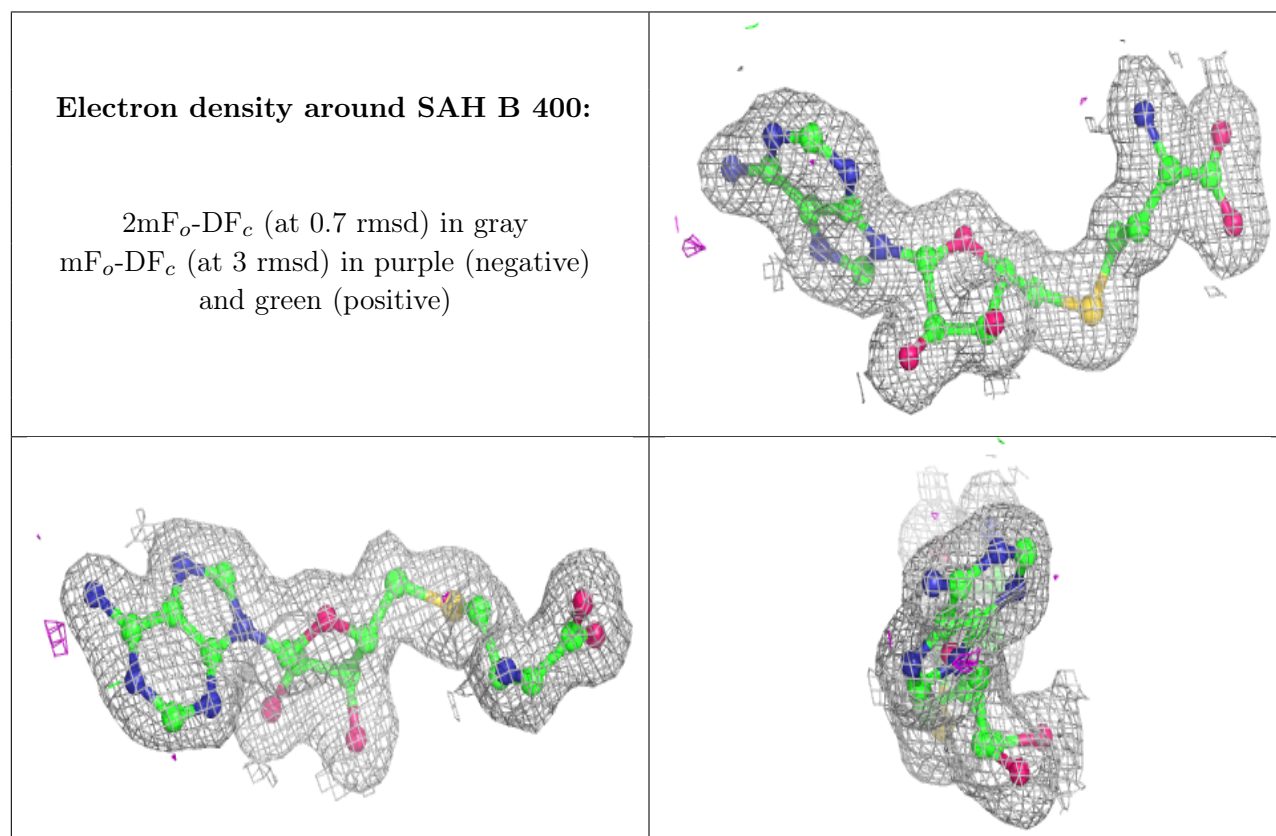 Electron density around SAH B 400:
2mFₒ-DF𝒸 (at 0.7 rmsd) in gray
mFₒ-DF𝒸 (at 3 rmsd) in purple (negative)
and green (positive)